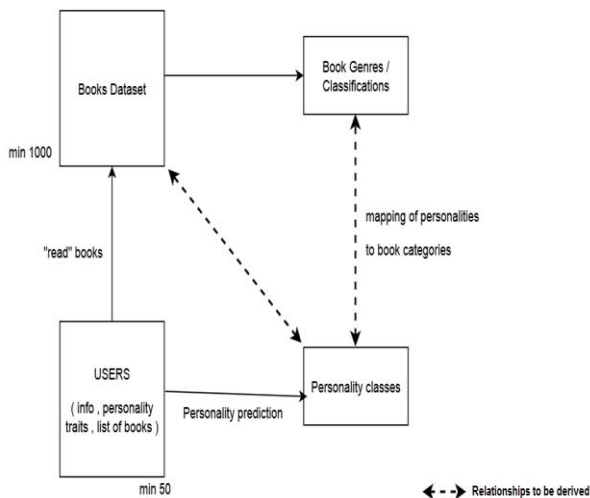 Books Dataset
Book Genres /
Classifications
min 1000
"read" books
mapping of personalities
to book categories
USERS
( info , personality
traits , list of books )
Personality prediction
Personality classes
min 50
Relationships to be derived